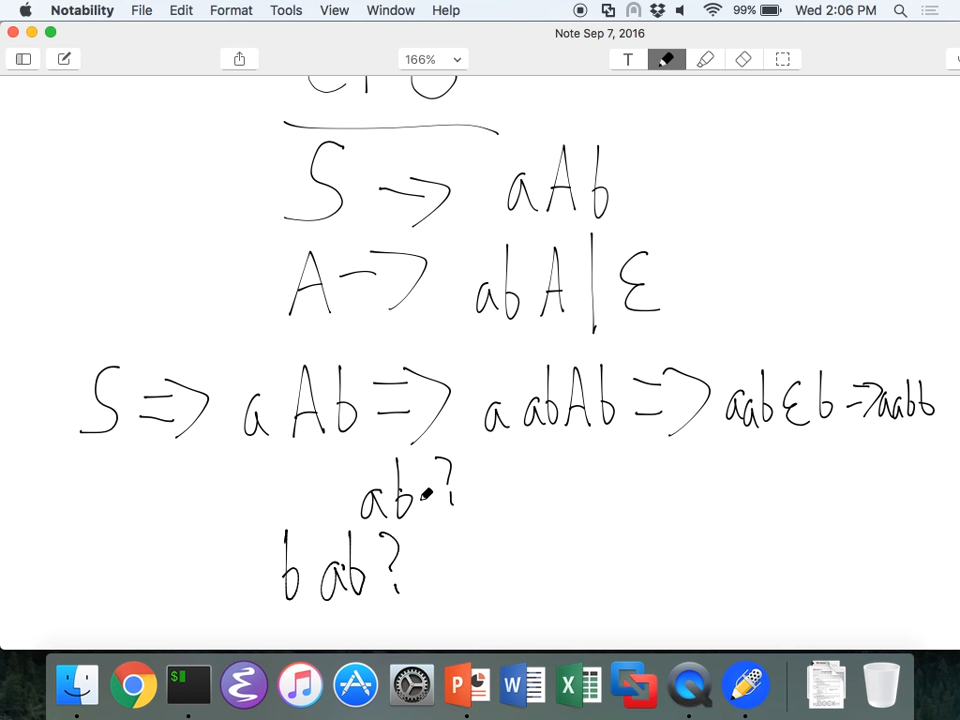 Notability File Edit Format Tools View Window Help 99% Wed 2:06 PM
Note Sep 7, 2016
166% T
S → aAb
A → abA | ε
S ⇒ aAb ⇒ aabAb ⇒ aabεb ⇒ aabb
ab?
bab?